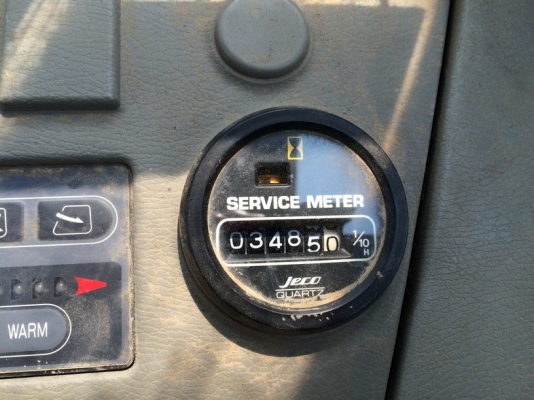 SERVICE METER
034850 1/10
H
Jeco
QUARTZ
WARM